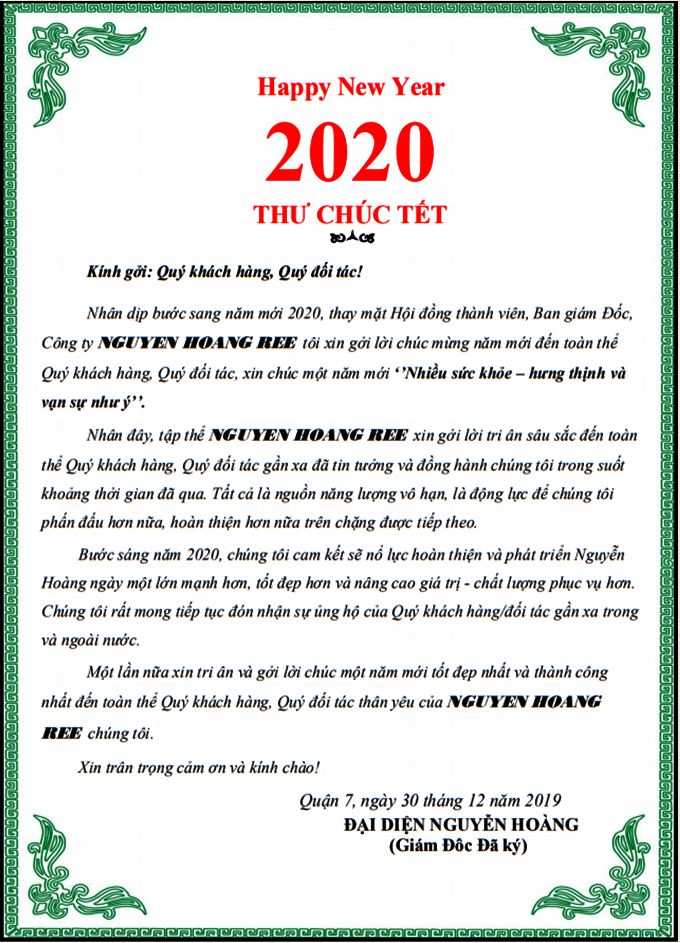 Happy New Year
2020
THƯ CHÚC TẾT
Kính gởi: Quý khách hàng, Quý đối tác!
Nhân dịp bước sang năm mới 2020, thay mặt Hội đồng thành viên, Ban giám Đốc,
Công ty NGUYEN HOANG REE tôi xin gởi lời chúc mừng năm mới đến toàn thể
Quý khách hàng, Quý đối tác, xin chúc một năm mới ‘’Nhiều sức khỏe – hưng thịnh và
vạn sự như ý’’.
Nhân đây, tập thể NGUYEN HOANG REE xin gởi lời tri ân sâu sắc đến toàn
thể Quý khách hàng, Quý đối tác gần xa đã tin tưởng và đồng hành chúng tôi trong suốt
khoảng thởi gian đã qua. Tất cả là nguồn năng lượng vô hạn, là động lực để chúng tôi
phấn đấu hơn nữa, hoàn thiện hơn nữa trên chặng được tiếp theo.
Bước sáng năm 2020, chúng tôi cam kết sẽ nổ lực hoàn thiện và phát triển Nguyễn
Hoàng ngày một lớn mạnh hơn, tốt đẹp hơn và nâng cao giá trị - chất lượng phục vụ hơn.
Chúng tôi rất mong tiếp tục đón nhận sự ủng hộ của Quý khách hàng/đối tác gần xa trong
và ngoài nước.
Một lần nữa xin tri ân và gởi lời chúc một năm mới tốt đẹp nhất và thành công
nhất đến toàn thể Quý khách hàng, Quý đối tác thân yêu của NGUYEN HOANG
REE chúng tôi.
Xin trân trọng cảm ơn và kính chào!
Quận 7, ngày 30 tháng 12 năm 2019
ĐẠI DIỆN NGUYỄN HOÀNG
(Giám Đôc Đã ký)